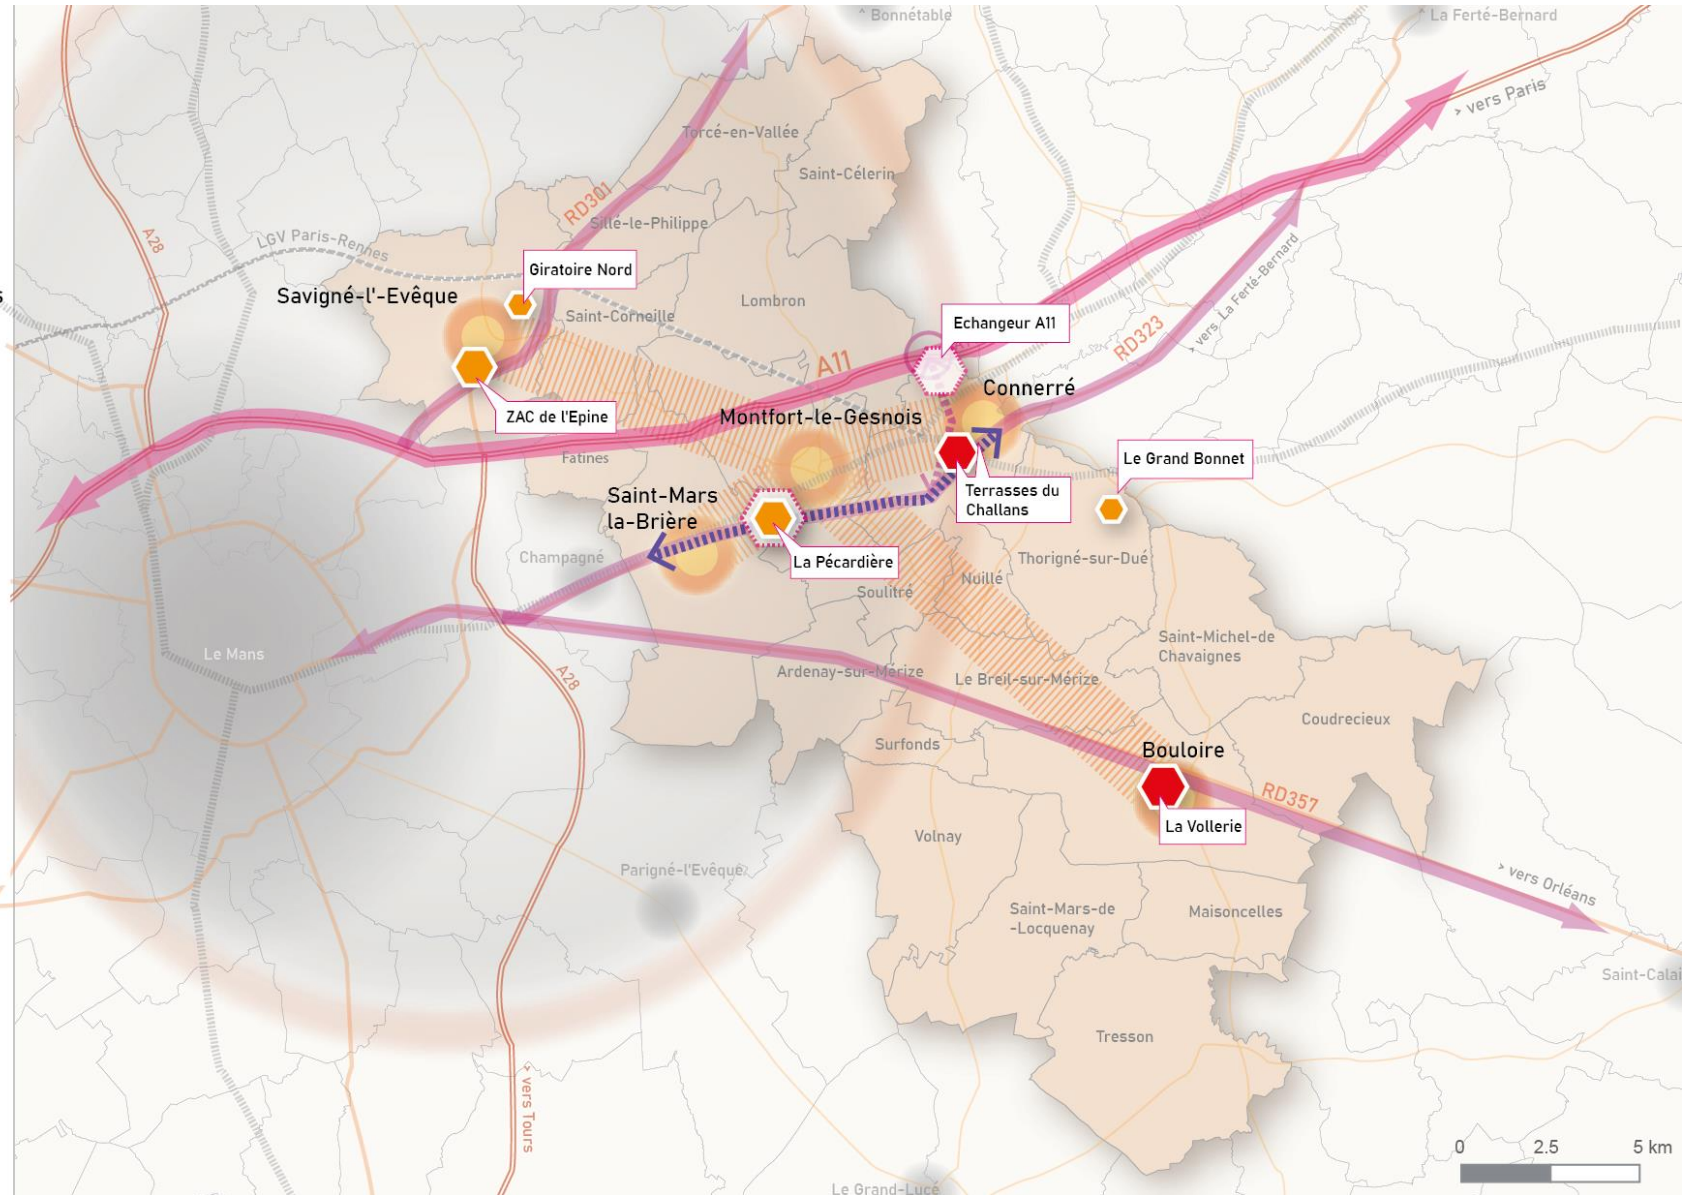 ^ Bonnétable
^ La Ferté-Bernard
> vers Paris
Torcé-en-Vallée
Saint-Célerin
RD301
A28
LGV Paris-Rennes
Sillé-le-Philippe
Giratoire Nord
Savigné-l'-Evêque
Saint-Corneille
Lombron
Echangeur A11
> vers La Ferté-Bernard
RD323
A11
Connerré
ZAC de l'Epine
Montfort-le-Gesnois
Fatines
Le Grand Bonnet
Saint-Mars
la-Brière
Terrasses du
Challans
Champagné
La Pécardière
Thorigné-sur-Dué
Nuillé
Soulitré
Saint-Michel-de
Chavaignes
Le Mans
A28
Ardenay-sur-Mérize
Le Breil-sur-Mérize
Coudrecieux
Surfonds
Bouloire
RD357
La Vollerie
Volnay
Parigné-l'Evêque
> vers Orléans
Saint-Mars-de
-Locquenay
Maisoncelles
Saint-Calai
Tresson
> vers Tours
0 2.5 5 km
Le Grand-Lucé